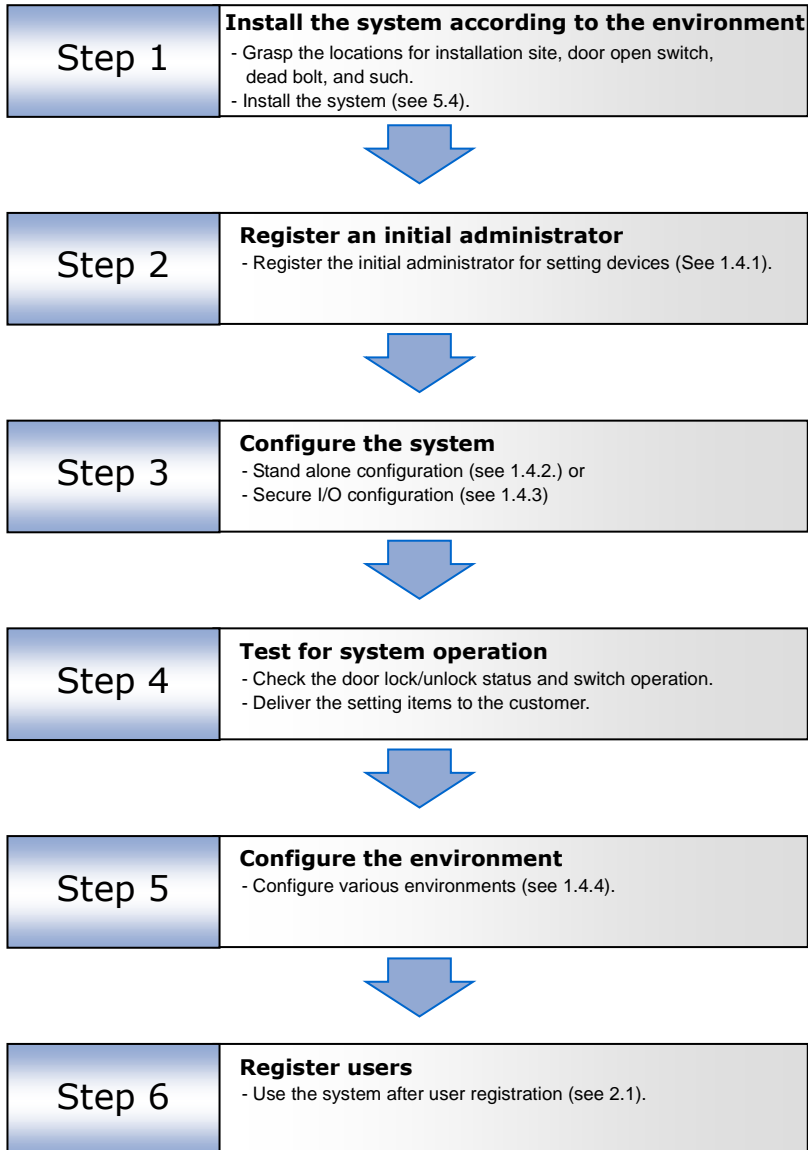 Step 1
Install the system according to the environment
- Grasp the locations for installation site, door open switch,
dead bolt, and such.
- Install the system (see 5.4).
Step 2
Register an initial administrator
- Register the initial administrator for setting devices (See 1.4.1).
Step 3
Configure the system
- Stand alone configuration (see 1.4.2.) or
- Secure I/O configuration (see 1.4.3)
Step 4
Test for system operation
- Check the door lock/unlock status and switch operation.
- Deliver the setting items to the customer.
Step 5
Configure the environment
- Configure various environments (see 1.4.4).
Step 6
Register users
- Use the system after user registration (see 2.1).